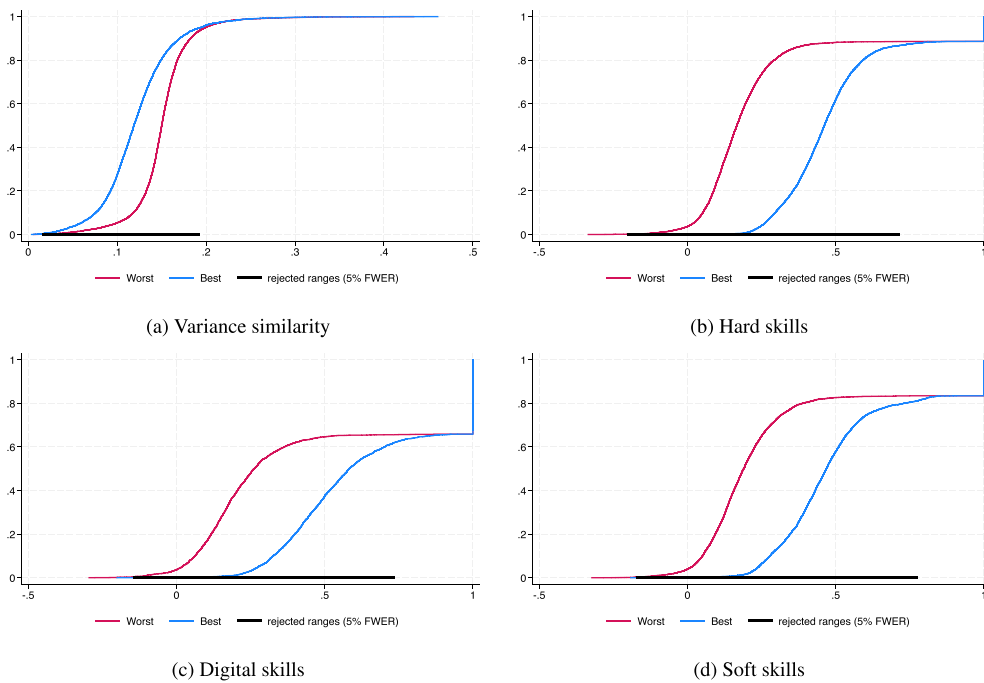 1
.8
.6
.4
.2
0
0 .1 .2 .3 .4 .5
Worst Best rejected ranges (5% FWER)
(a) Variance similarity
1
.8
.6
.4
.2
0
-.5 0 .5 1
Worst Best rejected ranges (5% FWER)
(b) Hard skills
1
.8
.6
.4
.2
0
-.5 0 .5 1
Worst Best rejected ranges (5% FWER)
(c) Digital skills
1
.8
.6
.4
.2
0
-.5 0 .5 1
Worst Best rejected ranges (5% FWER)
(d) Soft skills